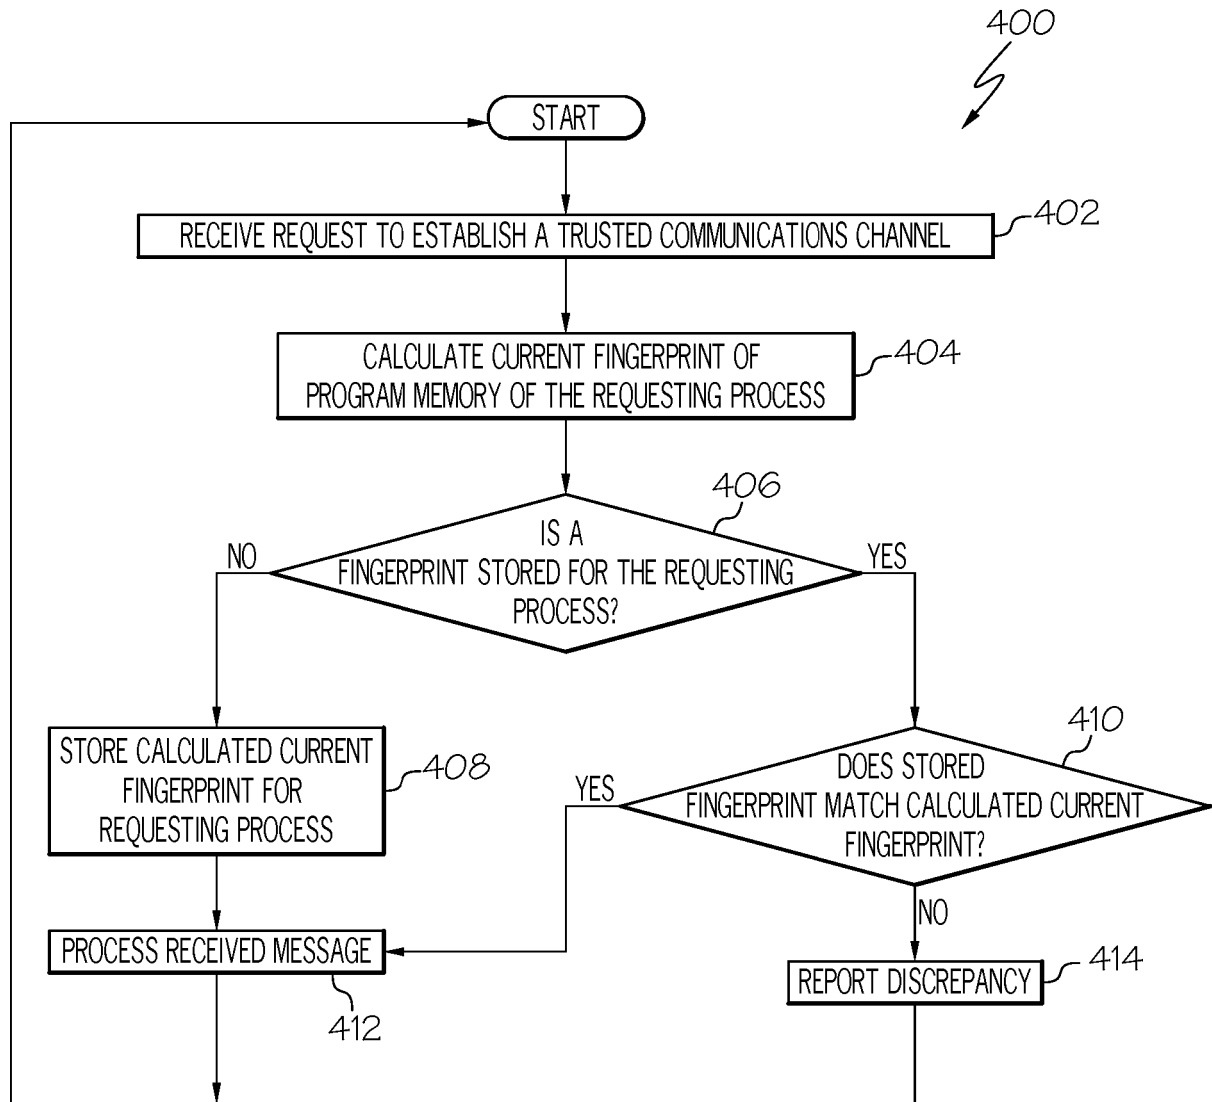 400
START
RECEIVE REQUEST TO ESTABLISH A TRUSTED COMMUNICATIONS CHANNEL
402
CALCULATE CURRENT FINGERPRINT OF
PROGRAM MEMORY OF THE REQUESTING PROCESS
404
406
IS A
FINGERPRINT STORED FOR THE REQUESTING
PROCESS?
NO
YES
STORE CALCULATED CURRENT
FINGERPRINT FOR
REQUESTING PROCESS
408
410
DOES STORED
FINGERPRINT MATCH CALCULATED CURRENT
FINGERPRINT?
YES
NO
PROCESS RECEIVED MESSAGE
412
REPORT DISCREPANCY
414